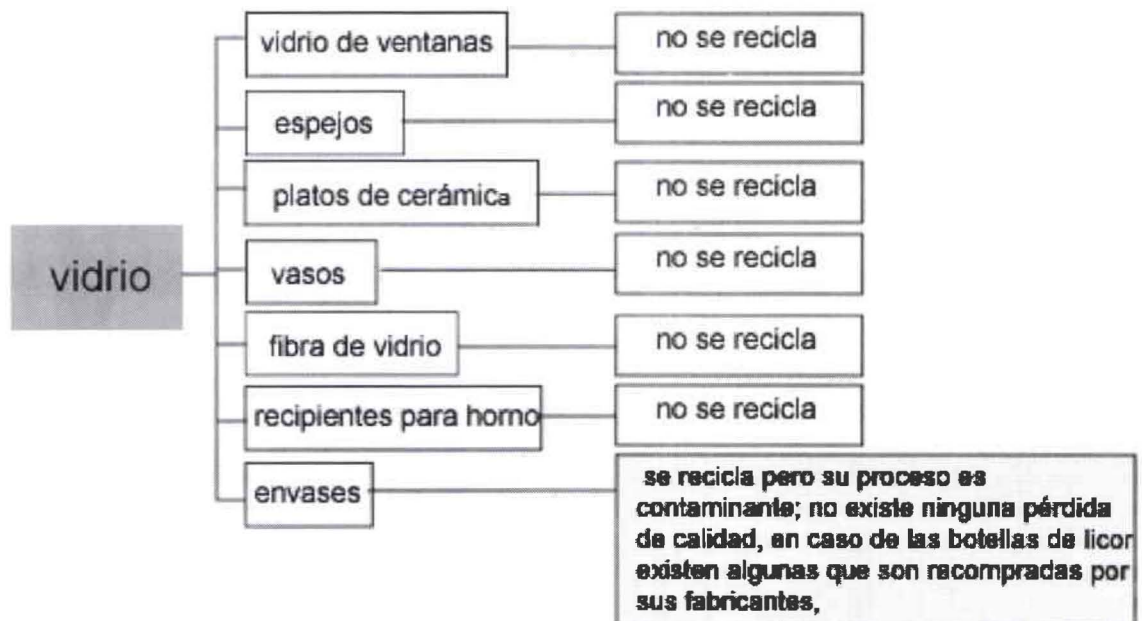 vidrio
vidrio de ventanas
no se recicla
espejos
no se recicla
platos de cerámica
no se recicla
vasos
no se recicla
fibra de vidrio
no se recicla
recipientes para horno
no se recicla
envases
se recicla pero su proceso es
contaminante; no existe ninguna pérdida
de calidad, en caso de las botellas de licor
existen algunas que son recompradas por
sus fabricantes,